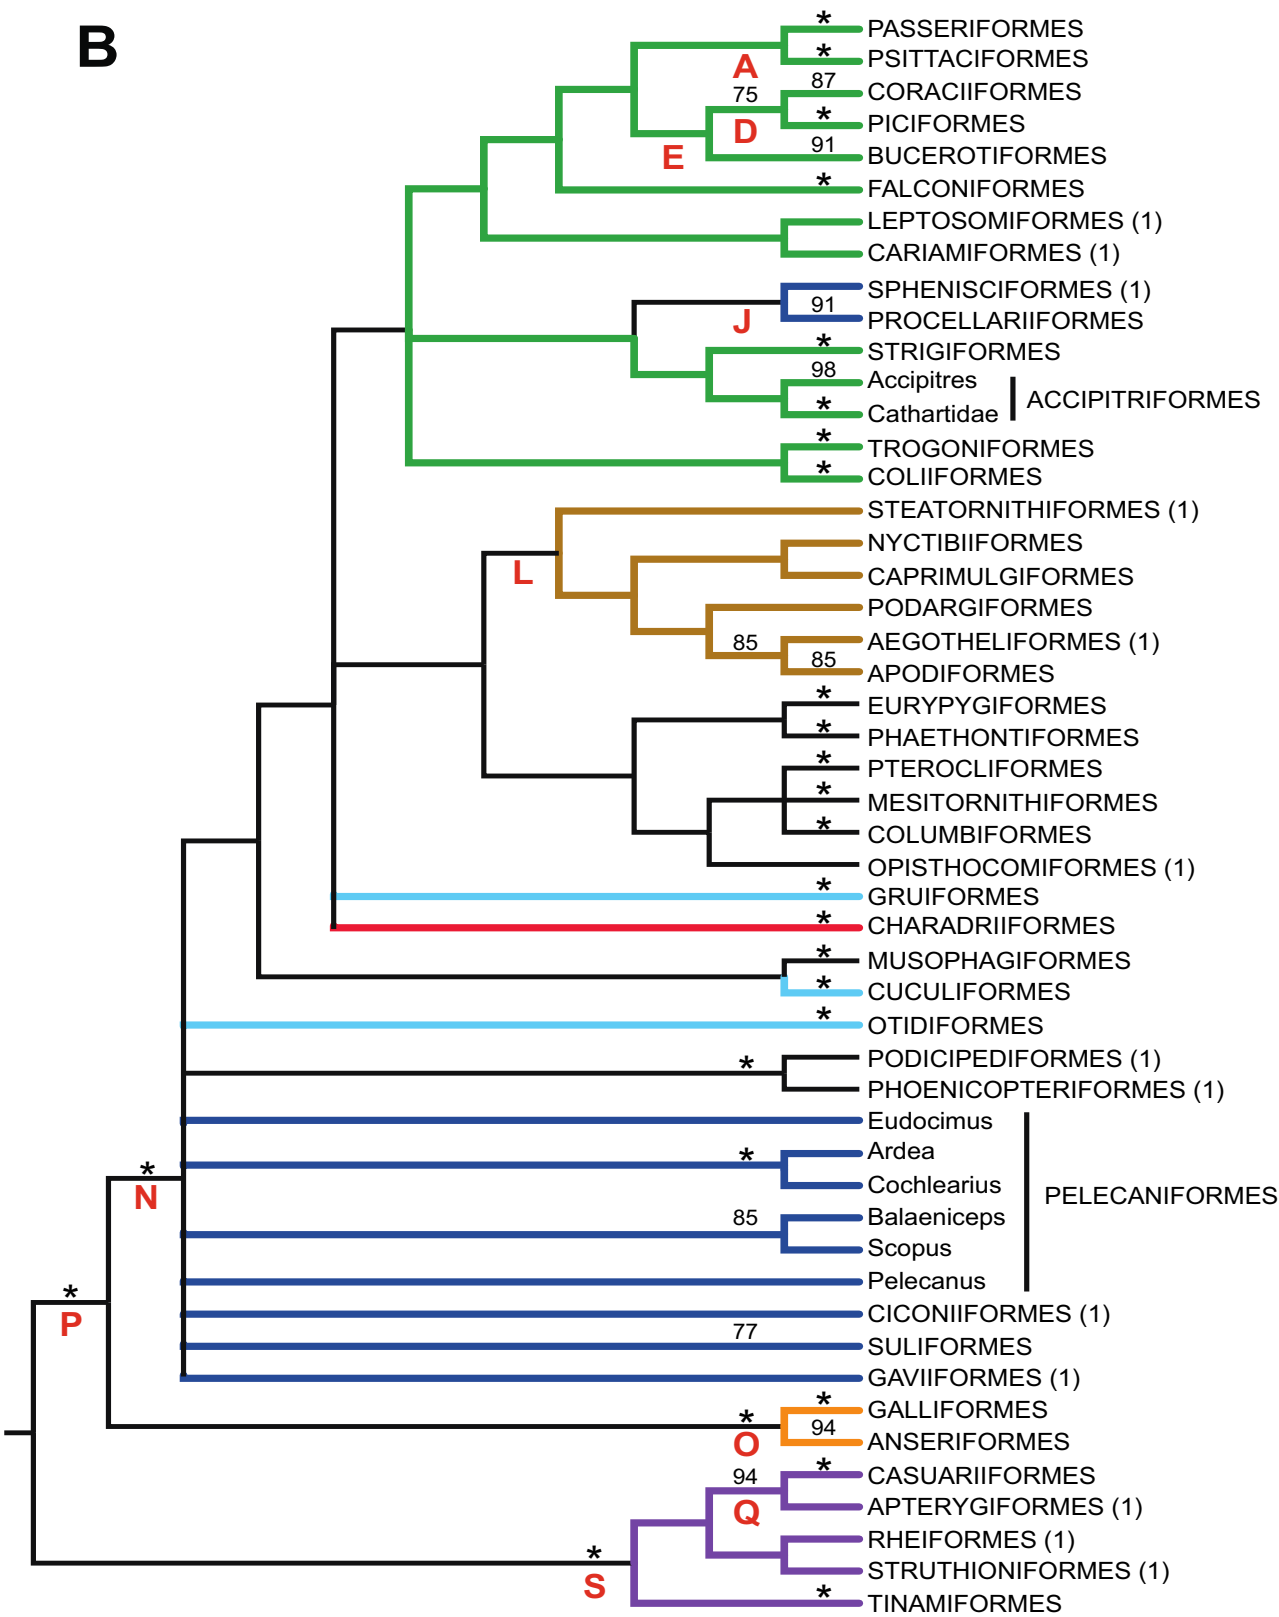 B
*
PASSERIFORMES
*
PSITTACIFORMES
A
87
CORACIIFORMES
75
*
PICIFORMES
D
91
BUCEROTIFORMES
E
*
FALCONIFORMES
LEPTOSOMIFORMES (1)
CARIAMIFORMES (1)
SPHENISCIFORMES (1)
91
PROCELLARIIFORMES
J
*
STRIGIFORMES
98
Accipitres
ACCIPITRIFORMES
*
Cathartidae
*
TROGONIFORMES
*
COLIIFORMES
STEATORNITHIFORMES (1)
NYCTIBIIFORMES
L
CAPRIMULGIFORMES
PODARGIFORMES
85
AEGOTHELIFORMES (1)
85
APODIFORMES
*
EURYPYGIFORMES
*
PHAETHONTIFORMES
*
PTEROCLIFORMES
*
MESITORNITHIFORMES
*
COLUMBIFORMES
OPISTHOCOMIFORMES (1)
*
GRUIFORMES
*
CHARADRIIFORMES
*
MUSOPHAGIFORMES
*
CUCULIFORMES
*
OTIDIFORMES
*
PODICIPEDIFORMES (1)
PHOENICOPTERIFORMES (1)
Eudocimus
*
Ardea
Cochlearius
PELECANIFORMES
*
N
85
Balaeniceps
Scopus
Pelecanus
*
P
CICONIIFORMES (1)
77
SULIFORMES
GAVIIFORMES (1)
*
GALLIFORMES
*
O
94
ANSERIFORMES
*
CASUARIIFORMES
94
Q
APTERYGIFORMES (1)
RHEIFORMES (1)
*
S
STRUTHIONIFORMES (1)
*
TINAMIFORMES